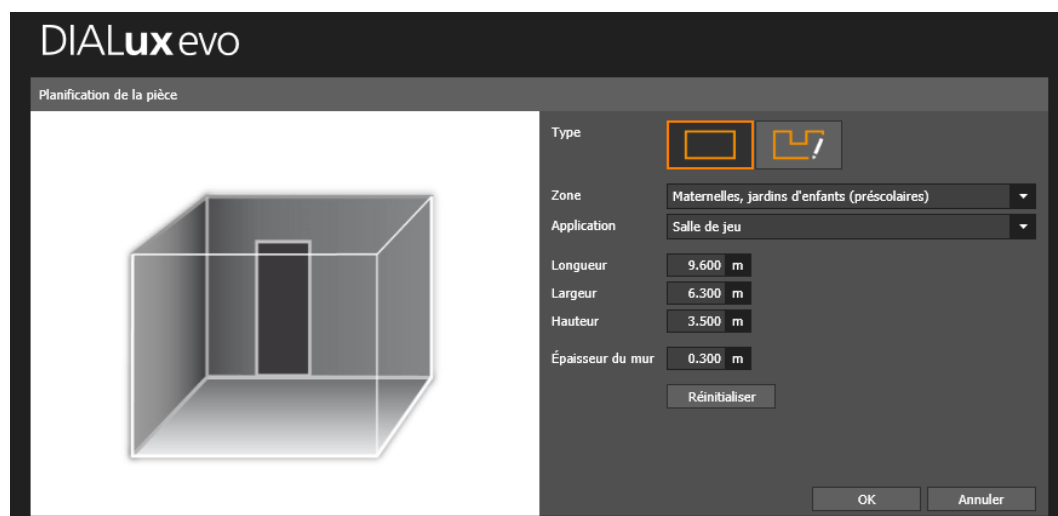 DIALux evo
Planification de la pièce
Type
Zone Maternelles, jardins d'enfants (préscolaires)
Application Salle de jeu
Longueur 9.600 m
Largeur 6.300 m
Hauteur 3.500 m
Épaisseur du mur 0.300 m
Réinitialiser
OK Annuler